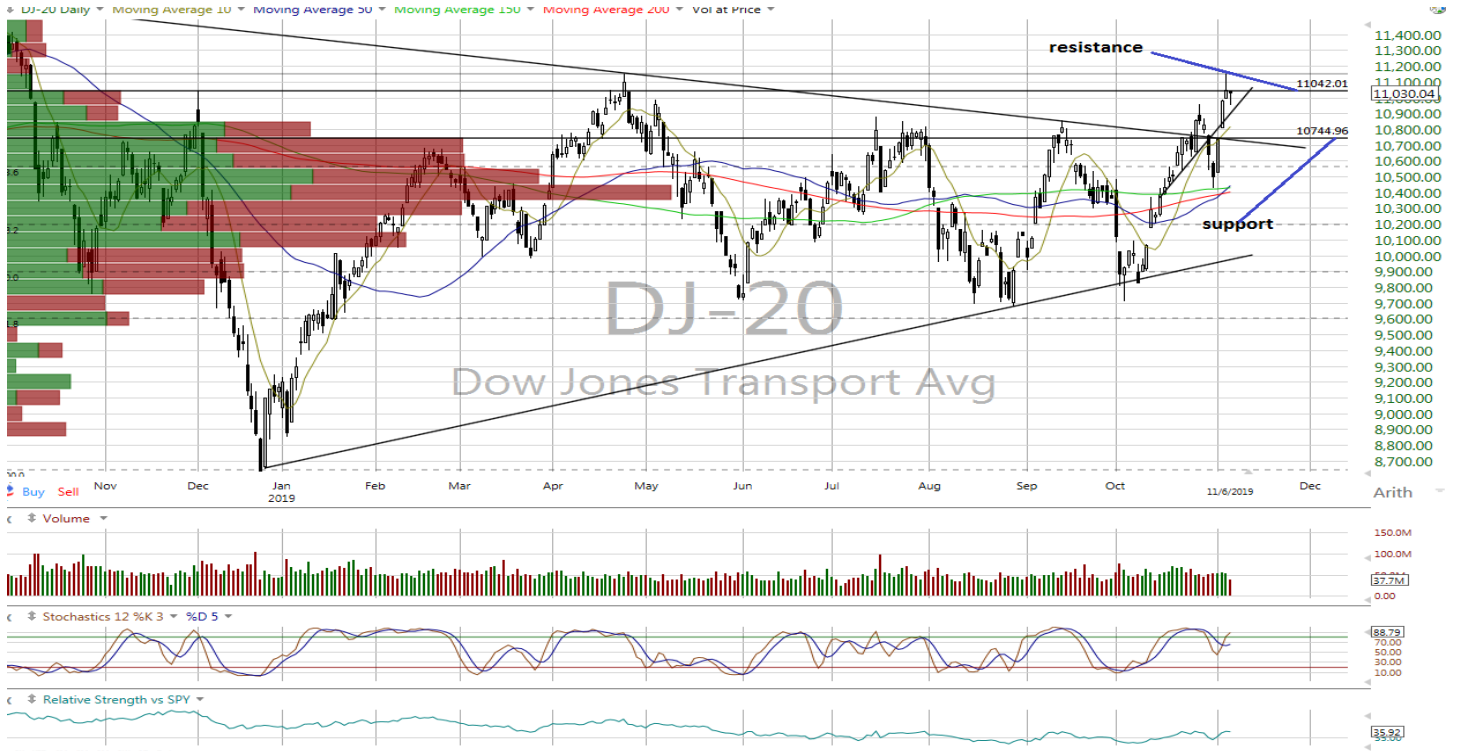 DJ-20 Daily Moving Average 10 Moving Average 50 Moving Average 150 Moving Average 200 Vol at Price
resistance
11042.01
10744.96
support
11,400.00
11,300.00
11,200.00
11,100.00
11,030.04
11,000.00
10,900.00
10,800.00
10,700.00
10,600.00
10,500.00
10,400.00
10,300.00
10,200.00
10,100.00
10,000.00
9,900.00
9,800.00
9,700.00
9,600.00
9,500.00
9,400.00
9,300.00
9,200.00
9,100.00
9,000.00
8,900.00
8,800.00
8,700.00
DJ-20
Dow Jones Transport Avg
Buy Sell
Nov Dec Jan Feb Mar Apr May Jun Jul Aug Sep Oct Dec
2019
11/6/2019
Arith
Volume
150.0M
100.0M
37.7M
0.00
Stochastics 12 %K 3 %D 5
88.79
70.00
50.00
30.00
10.00
Relative Strength vs SPY
35.92